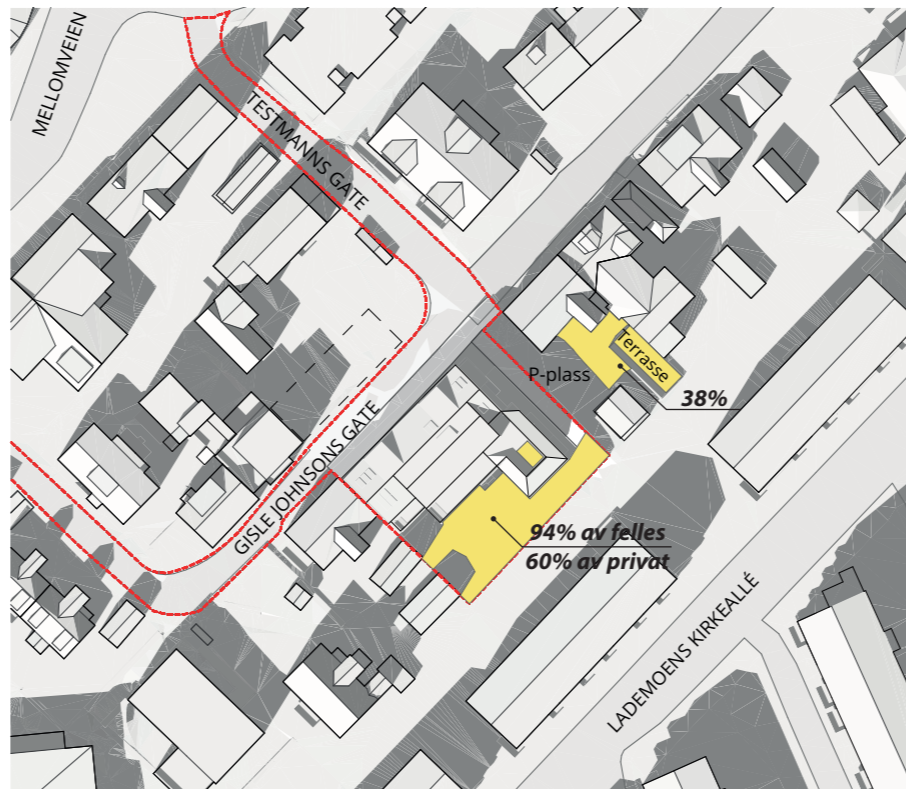 MELLOMVEIEN
TESTMANNS GATE
Terrasse
P-plass
38%
GISLE JOHNSONS GATE
94% av felles
60% av privat
LADEMOENS KIRKEALLÉ